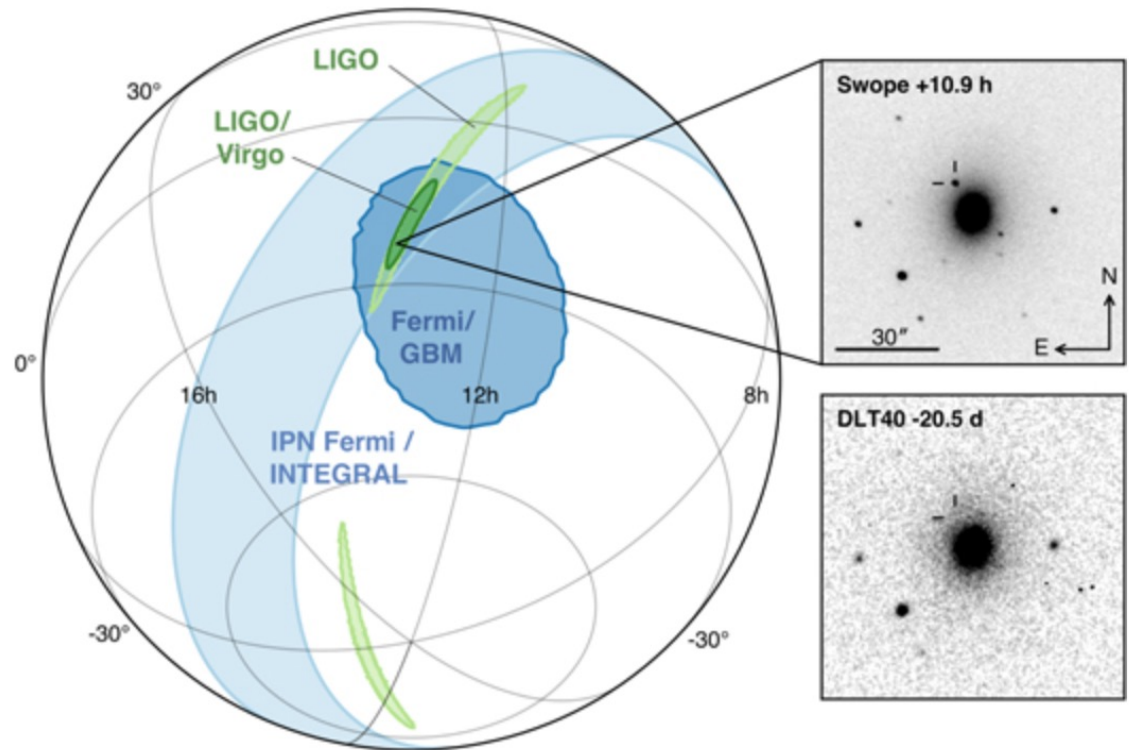 LIGO
30°
LIGO/
Virgo
0°
16h
12h
8h
Fermi/
GBM
IPN Fermi /
INTEGRAL
-30°
-30°
Swope +10.9 h
N
30″
E
DLT40 -20.5 d